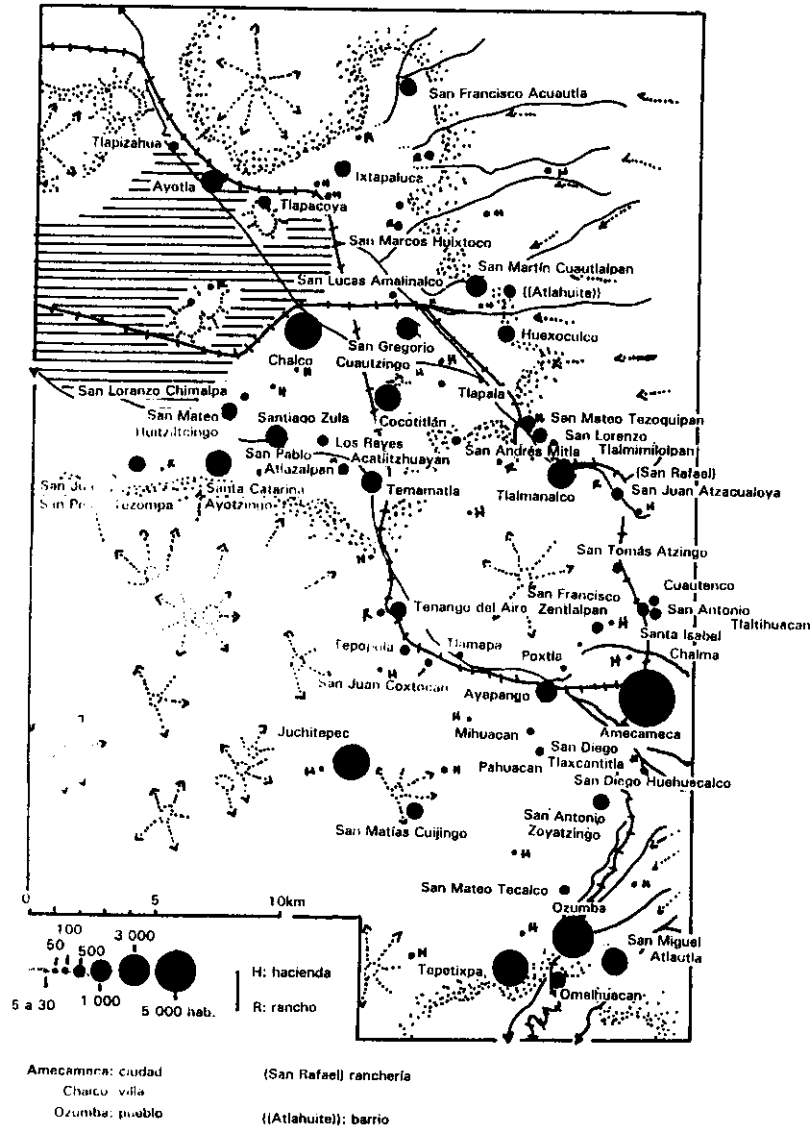 San Francisco Acuautla
Tlapizahua
H
Ixtapaluca
H
Ayotla
H
Tlapacoya
H
H
San Marcos Huixtoco
San Martín Cuautlalpan
San Lucas Amalinalco
((Atlahuite))
Huexoculco
San Gregorio
Cuautzingo
Chalco
H
H
H
Tlapala
San Lorenzo Chimalpa
San Mateo
Huitziltzingo
Santiago Zula
Cocotitlán
San Mateo Tezoquipan
Los Reyes
Acatiitzhuayan
San Andrés Mitla
San Lorenzo
Tlalmimilolpan
San Pablo
Atlazalpan
(San Rafael)
R
San Juan Atzacualoya
H
Santa Catarina
Ayotzingo
Temamatla
Tlalmanalco
H
San Tomás Atzingo
H
Cuautenco
San Francisco
Zentlalpan
San Antonio
Tlaltihuacan
R
Tenango del Aire
H
Santa Isabel
Chalma
Tepopula
Tlamapa
Poxtla
H
H
San Juan Coxtocan
Ayapango
Amecameca
H
Mihuacan
Juchitepec
San Diego
Tlaxcantitla
Pahuacan
H
H
San Diego Huehuecalco
San Antonio
Zoyatzingo
San Matías Cuijingo
H
San Mateo Tecalco
H
0 5 10km
Ozumba
H
H
San Miguel
Atlautla
Tepetixpa
Omelhuacan
3 000
100
50
500
5 a 30
1 000
5 000 hab.
H: hacienda
R: rancho
Amecameca: ciudad
(San Rafael) ranchería
Chalco villa
Ozumba: pueblo
((Atlahuite)); barrio